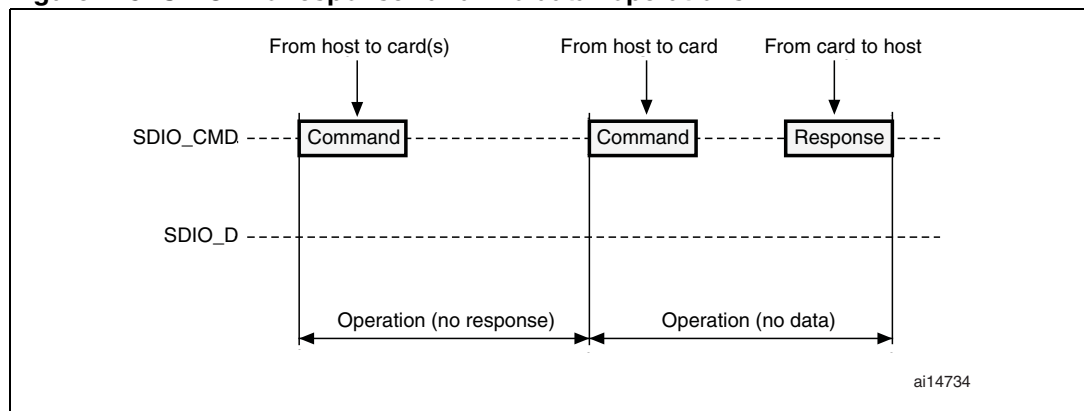 From host to card(s) From host to card From card to host
SDIO_CMD Command Command Response
SDIO_D
Operation (no response) Operation (no data)
ai14734